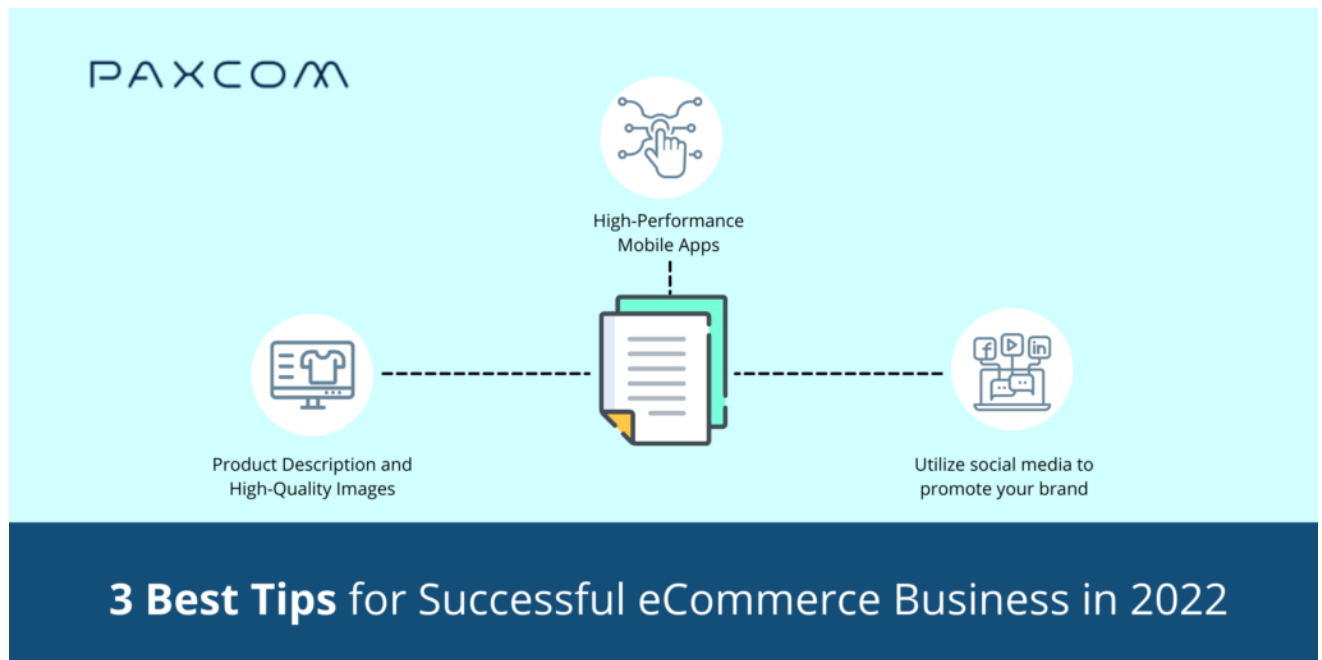 PAXCOM
High-Performance
Mobile Apps
Product Description and
High-Quality Images
f
in
Utilize social media to
promote your brand
3 Best Tips for Successful eCommerce Business in 2022